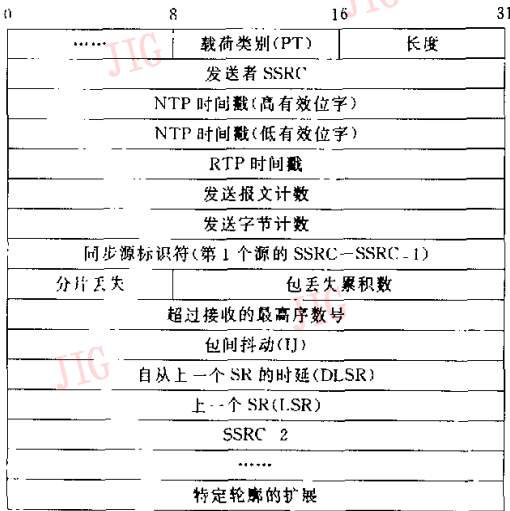 0 8 16 31
...... 载荷类别(PT) 长度
发送者 SSRC
NTP 时间戳(高有效位字)
NTP 时间戳(低有效位字)
RTP 时间戳
发送报文计数
发送字节计数
同步源标识符(第 1 个源的 SSRC-SSRC_1)
分片丢失 包丢失累积数
超过接收的最高序数号
包间抖动(IJ)
自从上一个 SR 的时延(DLSR)
上一个 SR(LSR)
SSRC 2
......
特定轮廓的扩展
JIG
JIG
JIG
JIG